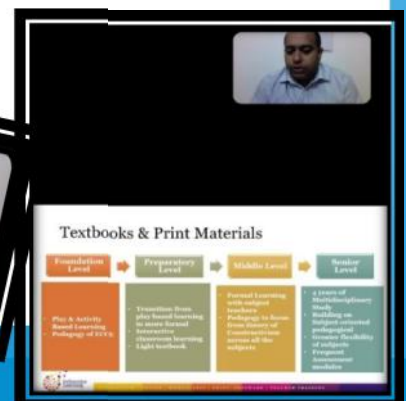 Textbooks & Print Materials
Foundation
Level
Preparatory
Level
Middle Level
Senior
Level
Play & Activity
Based Learning
Pedagogy of ECCE
Transition from
play based learning
to more formal
Interactive
classroom learning
Light textbook
Formal Learning
with subject
teachers
Pedagogy to focus
from theory of
Constructivism
across all the
subjects
4 years of
Multidisciplinary
Study
Building on
Subject oriented
pedagogical
Greater flexibility
of subjects
Frequent
Assessment
modules